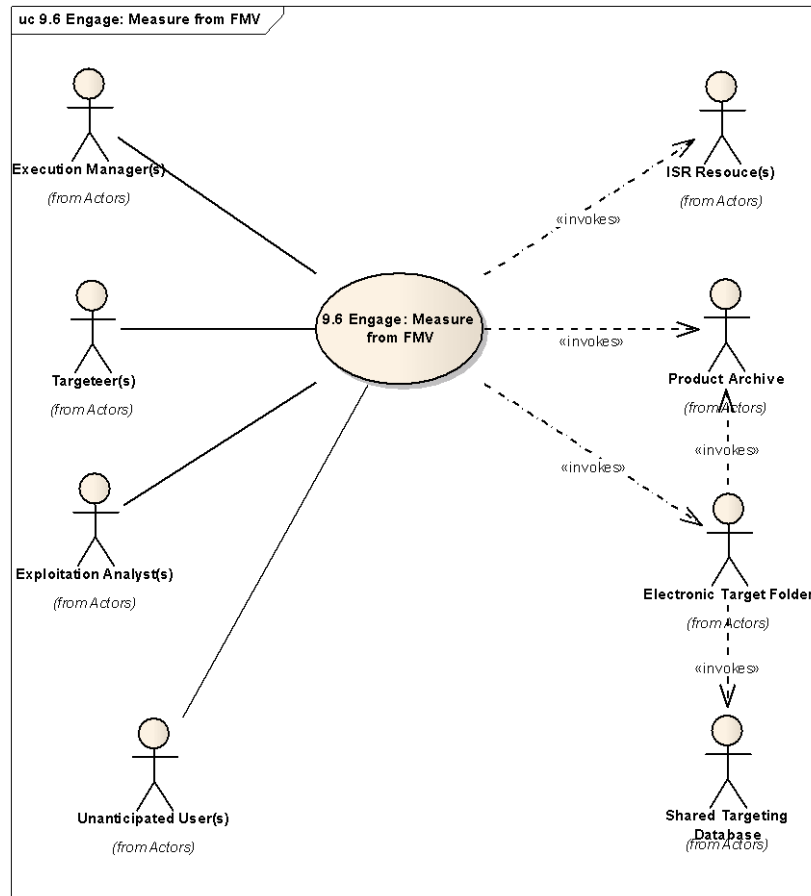 uc 9.6 Engage: Measure from FMV
Execution Manager(s)
(from Actors)
ISR Resouce(s)
(from Actors)
«invokes»
9.6 Engage: Measure
from FMV
«invokes»
Targeteer(s)
(from Actors)
Product Archive
(from Actors)
«invokes»
«invokes»
Exploitation Analyst(s)
(from Actors)
Electronic Target Folder
(from Actors)
«invokes»
Unanticipated User(s)
(from Actors)
Shared Targeting
Database
(from Actors)